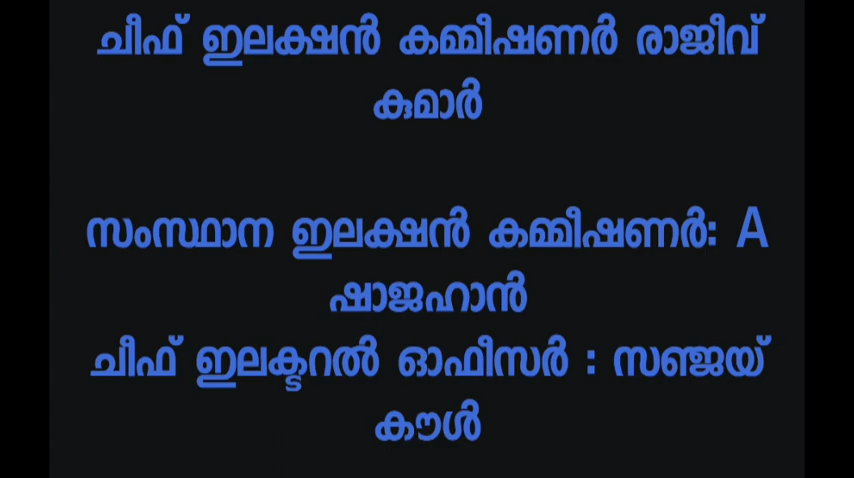 ചീഫ് ഇലക്ഷൻ കമ്മീഷണർ രാജീവ്
കുമാർ
സംസ്ഥാന ഇലക്ഷൻ കമ്മീഷണർ: A
ഷാജഹാൻ
ചീഫ് ഇലക്ടറൽ ഓഫീസർ : സഞ്ജയ്
കൗൾ